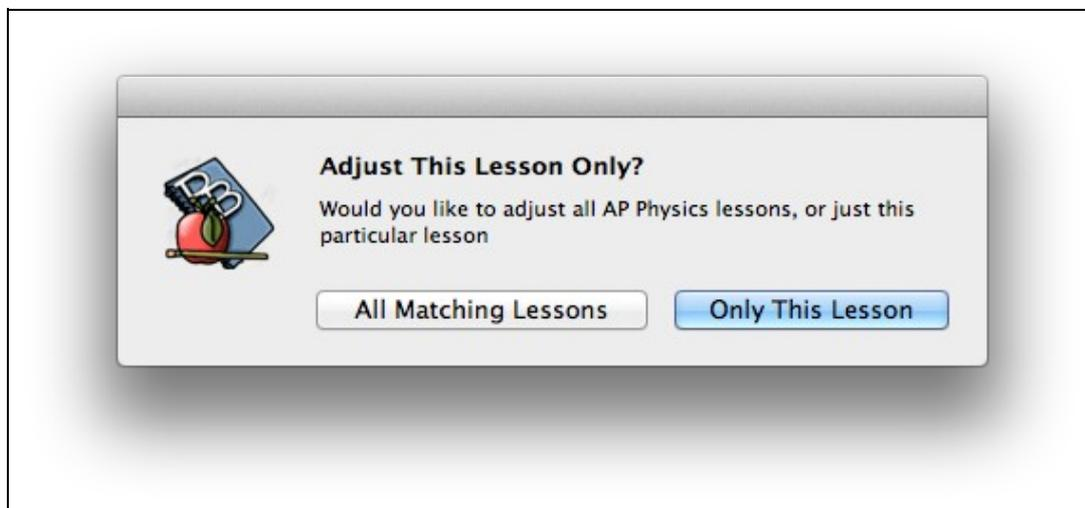 PB
Adjust This Lesson Only?
Would you like to adjust all AP Physics lessons, or just this
particular lesson
All Matching Lessons Only This Lesson